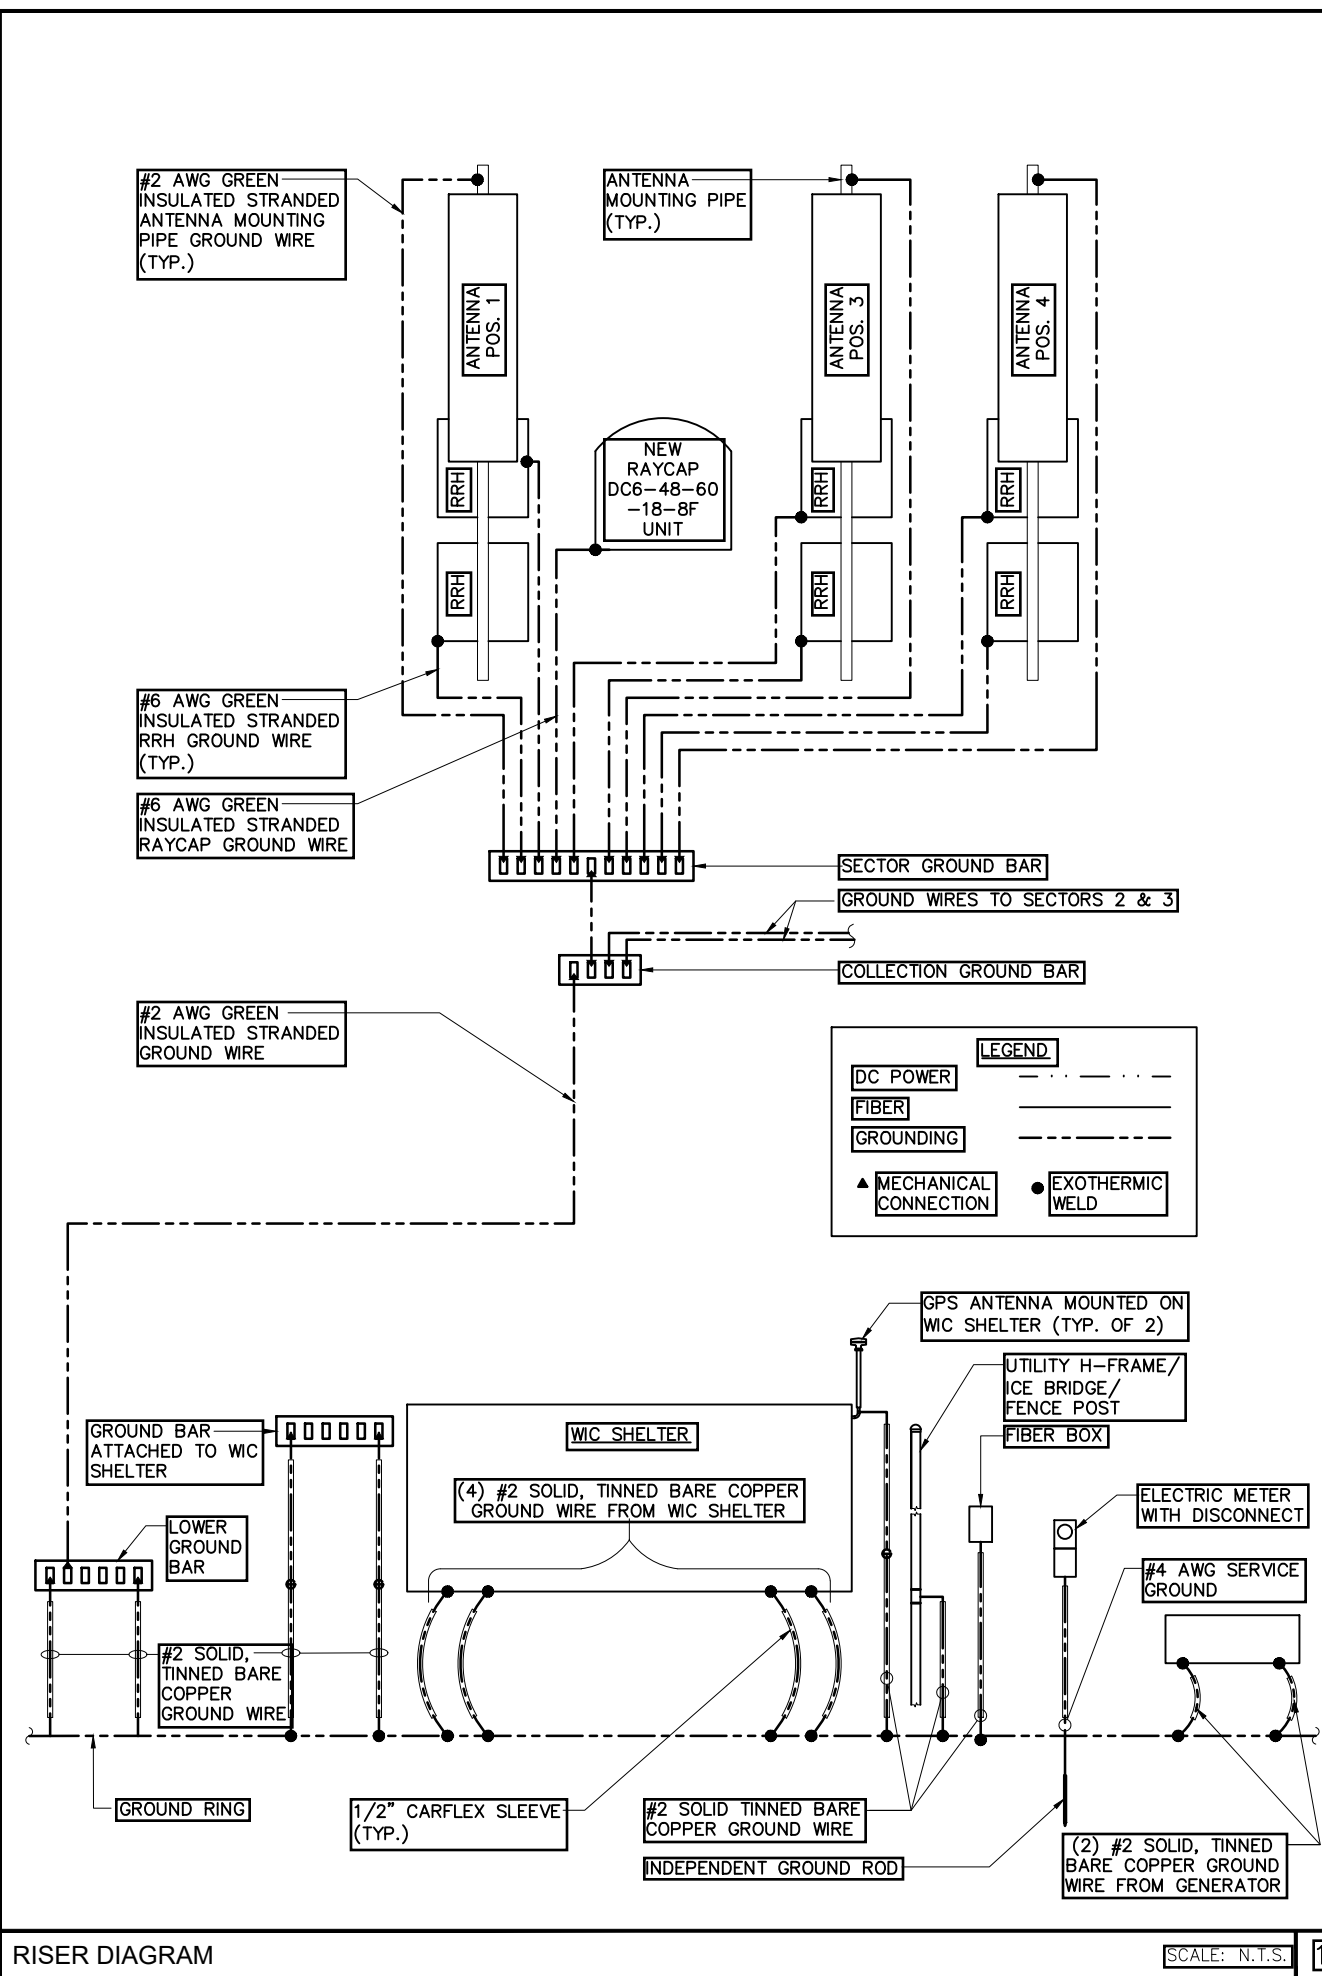 #2 AWG GREEN
INSULATED STRANDED
ANTENNA MOUNTING
PIPE GROUND WIRE
(TYP.)
ANTENNA
MOUNTING PIPE
(TYP.)
ANTENNA
POS. 1
ANTENNA
POS. 3
ANTENNA
POS. 4
NEW
RAYCAP
DC6-48-60
-18-8F
UNIT
RRH
RRH
RRH
RRH
RRH
RRH
#6 AWG GREEN
INSULATED STRANDED
RRH GROUND WIRE
(TYP.)
#6 AWG GREEN
INSULATED STRANDED
RAYCAP GROUND WIRE
SECTOR GROUND BAR
GROUND WIRES TO SECTORS 2 & 3
COLLECTION GROUND BAR
#2 AWG GREEN
INSULATED STRANDED
GROUND WIRE
LEGEND
DC POWER
FIBER
GROUNDING
MECHANICAL
CONNECTION
EXOTHERMIC
WELD
GPS ANTENNA MOUNTED ON
WIC SHELTER (TYP. OF 2)
UTILITY H-FRAME/
ICE BRIDGE/
FENCE POST
FIBER BOX
GROUND BAR
ATTACHED TO WIC
SHELTER
WIC SHELTER
(4) #2 SOLID, TINNED BARE COPPER
GROUND WIRE FROM WIC SHELTER
ELECTRIC METER
WITH DISCONNECT
LOWER
GROUND
BAR
#4 AWG SERVICE
GROUND
#2 SOLID,
TINNED BARE
COPPER
GROUND WIRE
GROUND RING
1/2" CARFLEX SLEEVE
(TYP.)
#2 SOLID TINNED BARE
COPPER GROUND WIRE
INDEPENDENT GROUND ROD
(2) #2 SOLID, TINNED
BARE COPPER GROUND
WIRE FROM GENERATOR
RISER DIAGRAM
SCALE: N.T.S.
1